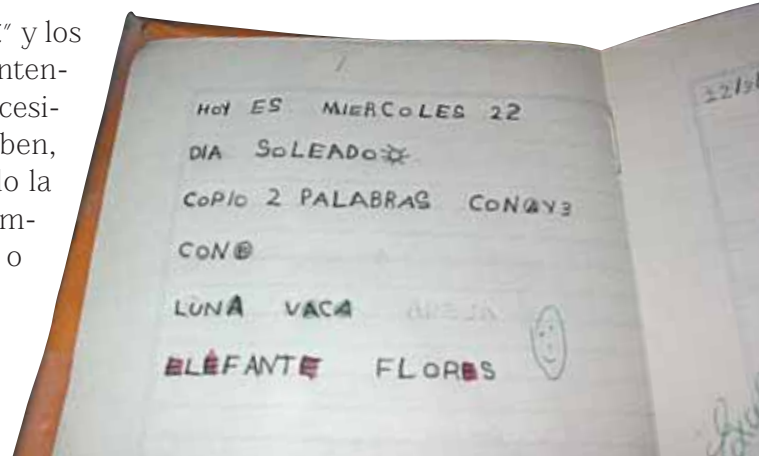 " y los
nten-
cesi-
ben,
lo la
m-
o
HOY ES MIERCOLES 22
DIA SOLEADO
COPIO 2 PALABRAS CON A Y 3
CON E
LUNA VACA
ELEFANTE FLORES